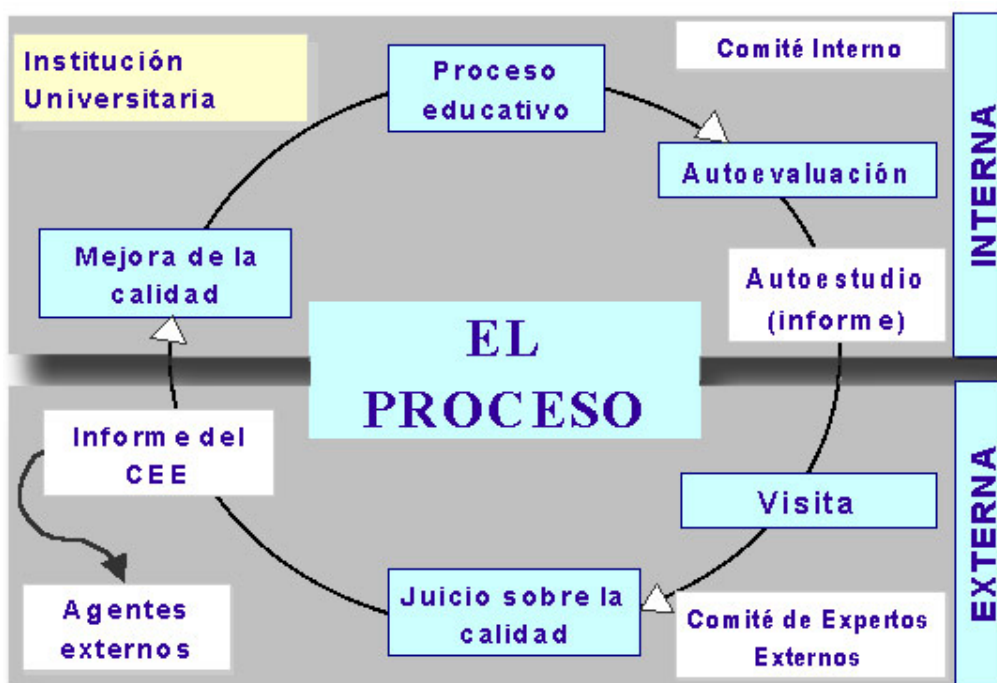 Institución
Universitaria
Proceso
educativo
Comité Interno
Autoevaluación
INTERNA
Mejora de la
calidad
Autoestudio
(informe)
EL
PROCESO
Informe del
CEE
Visita
EXTERNA
Agentes
externos
Juicio sobre la
calidad
Comité de Expertos
Externos